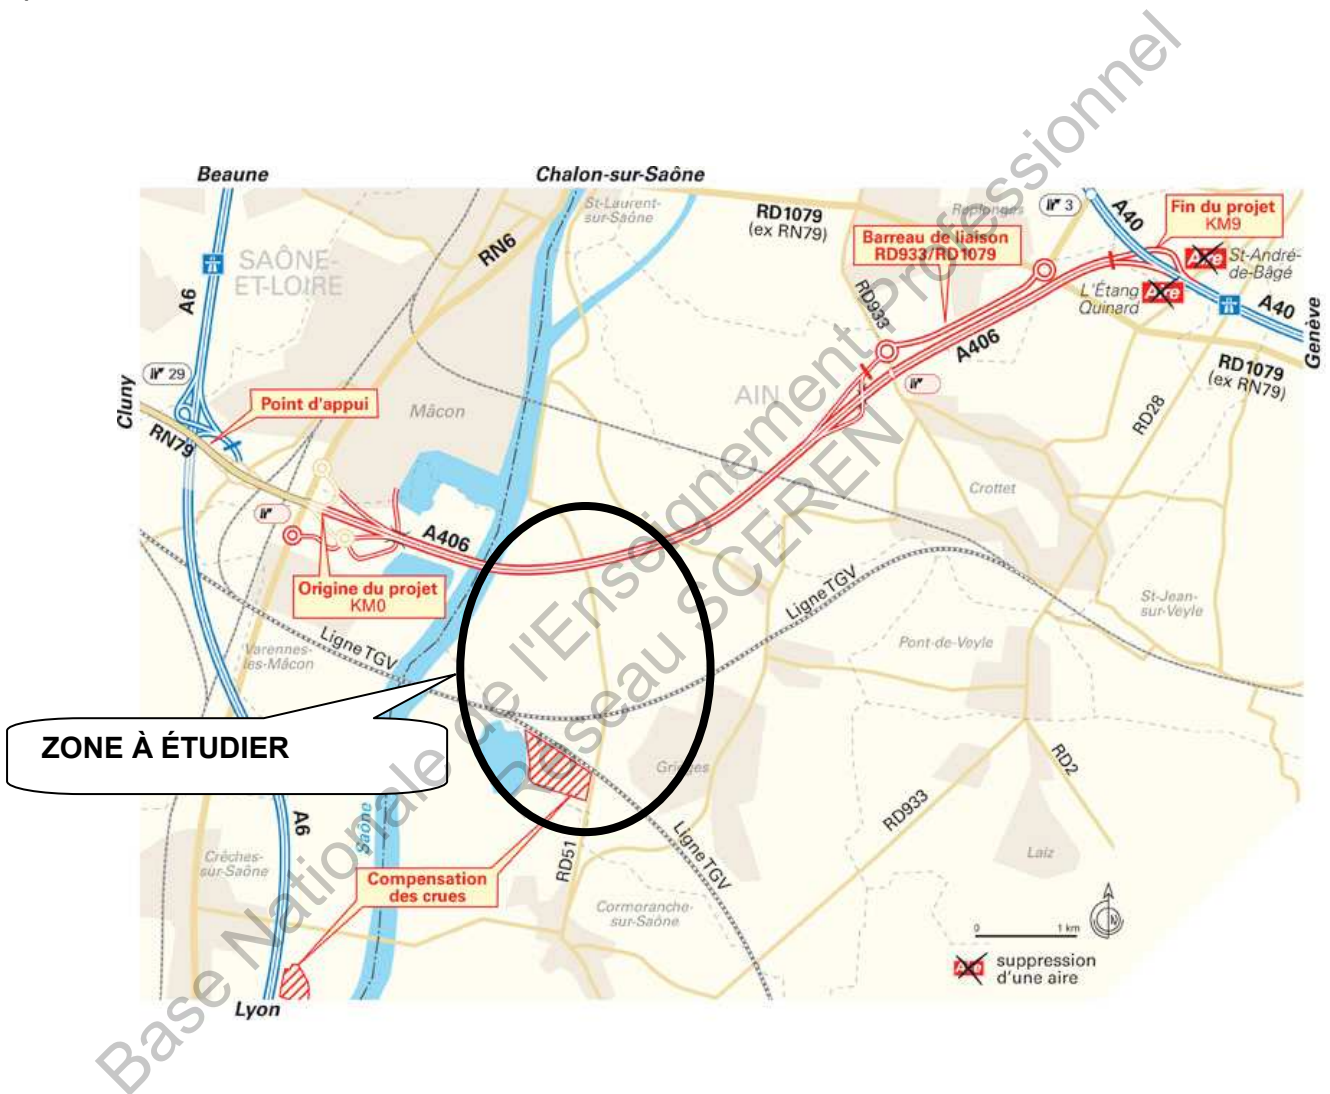 Beaune
Chalon-sur-Saône
St-Laurent-
sur-Saône
RD1079
(ex RN79)
Replonges
3
A40
Fin du projet
KM9
Barreau de liaison
RD933/RD1079
Aire
St-André-
de-Bâgé
L'Étang
Quinard
Aire
A40
Genève
RD1079
(ex RN79)
SAÔNE-
ET-LOIRE
RN6
A6
RD933
A406
29
Cluny
Point d'appui
Mâcon
AIN
RD28
RN79
Crottet
A406
Origine du projet
KM0
Ligne TGV
Ligne TGV
St-Jean-
sur-Veyle
Varennes-
lès-Mâcon
Pont-de-Veyle
ZONE À ÉTUDIER
Grièges
RD2
RD933
A6
Saône
Ligne TGV
RD51
Crêches-
sur-Saône
Laiz
Compensation
des crues
Cormoranche-
sur-Saône
0 1 km
N
Aire
suppression
d'une aire
Lyon
Base Nationale de l'Enseignement Professionnel
Réseau SCEREN